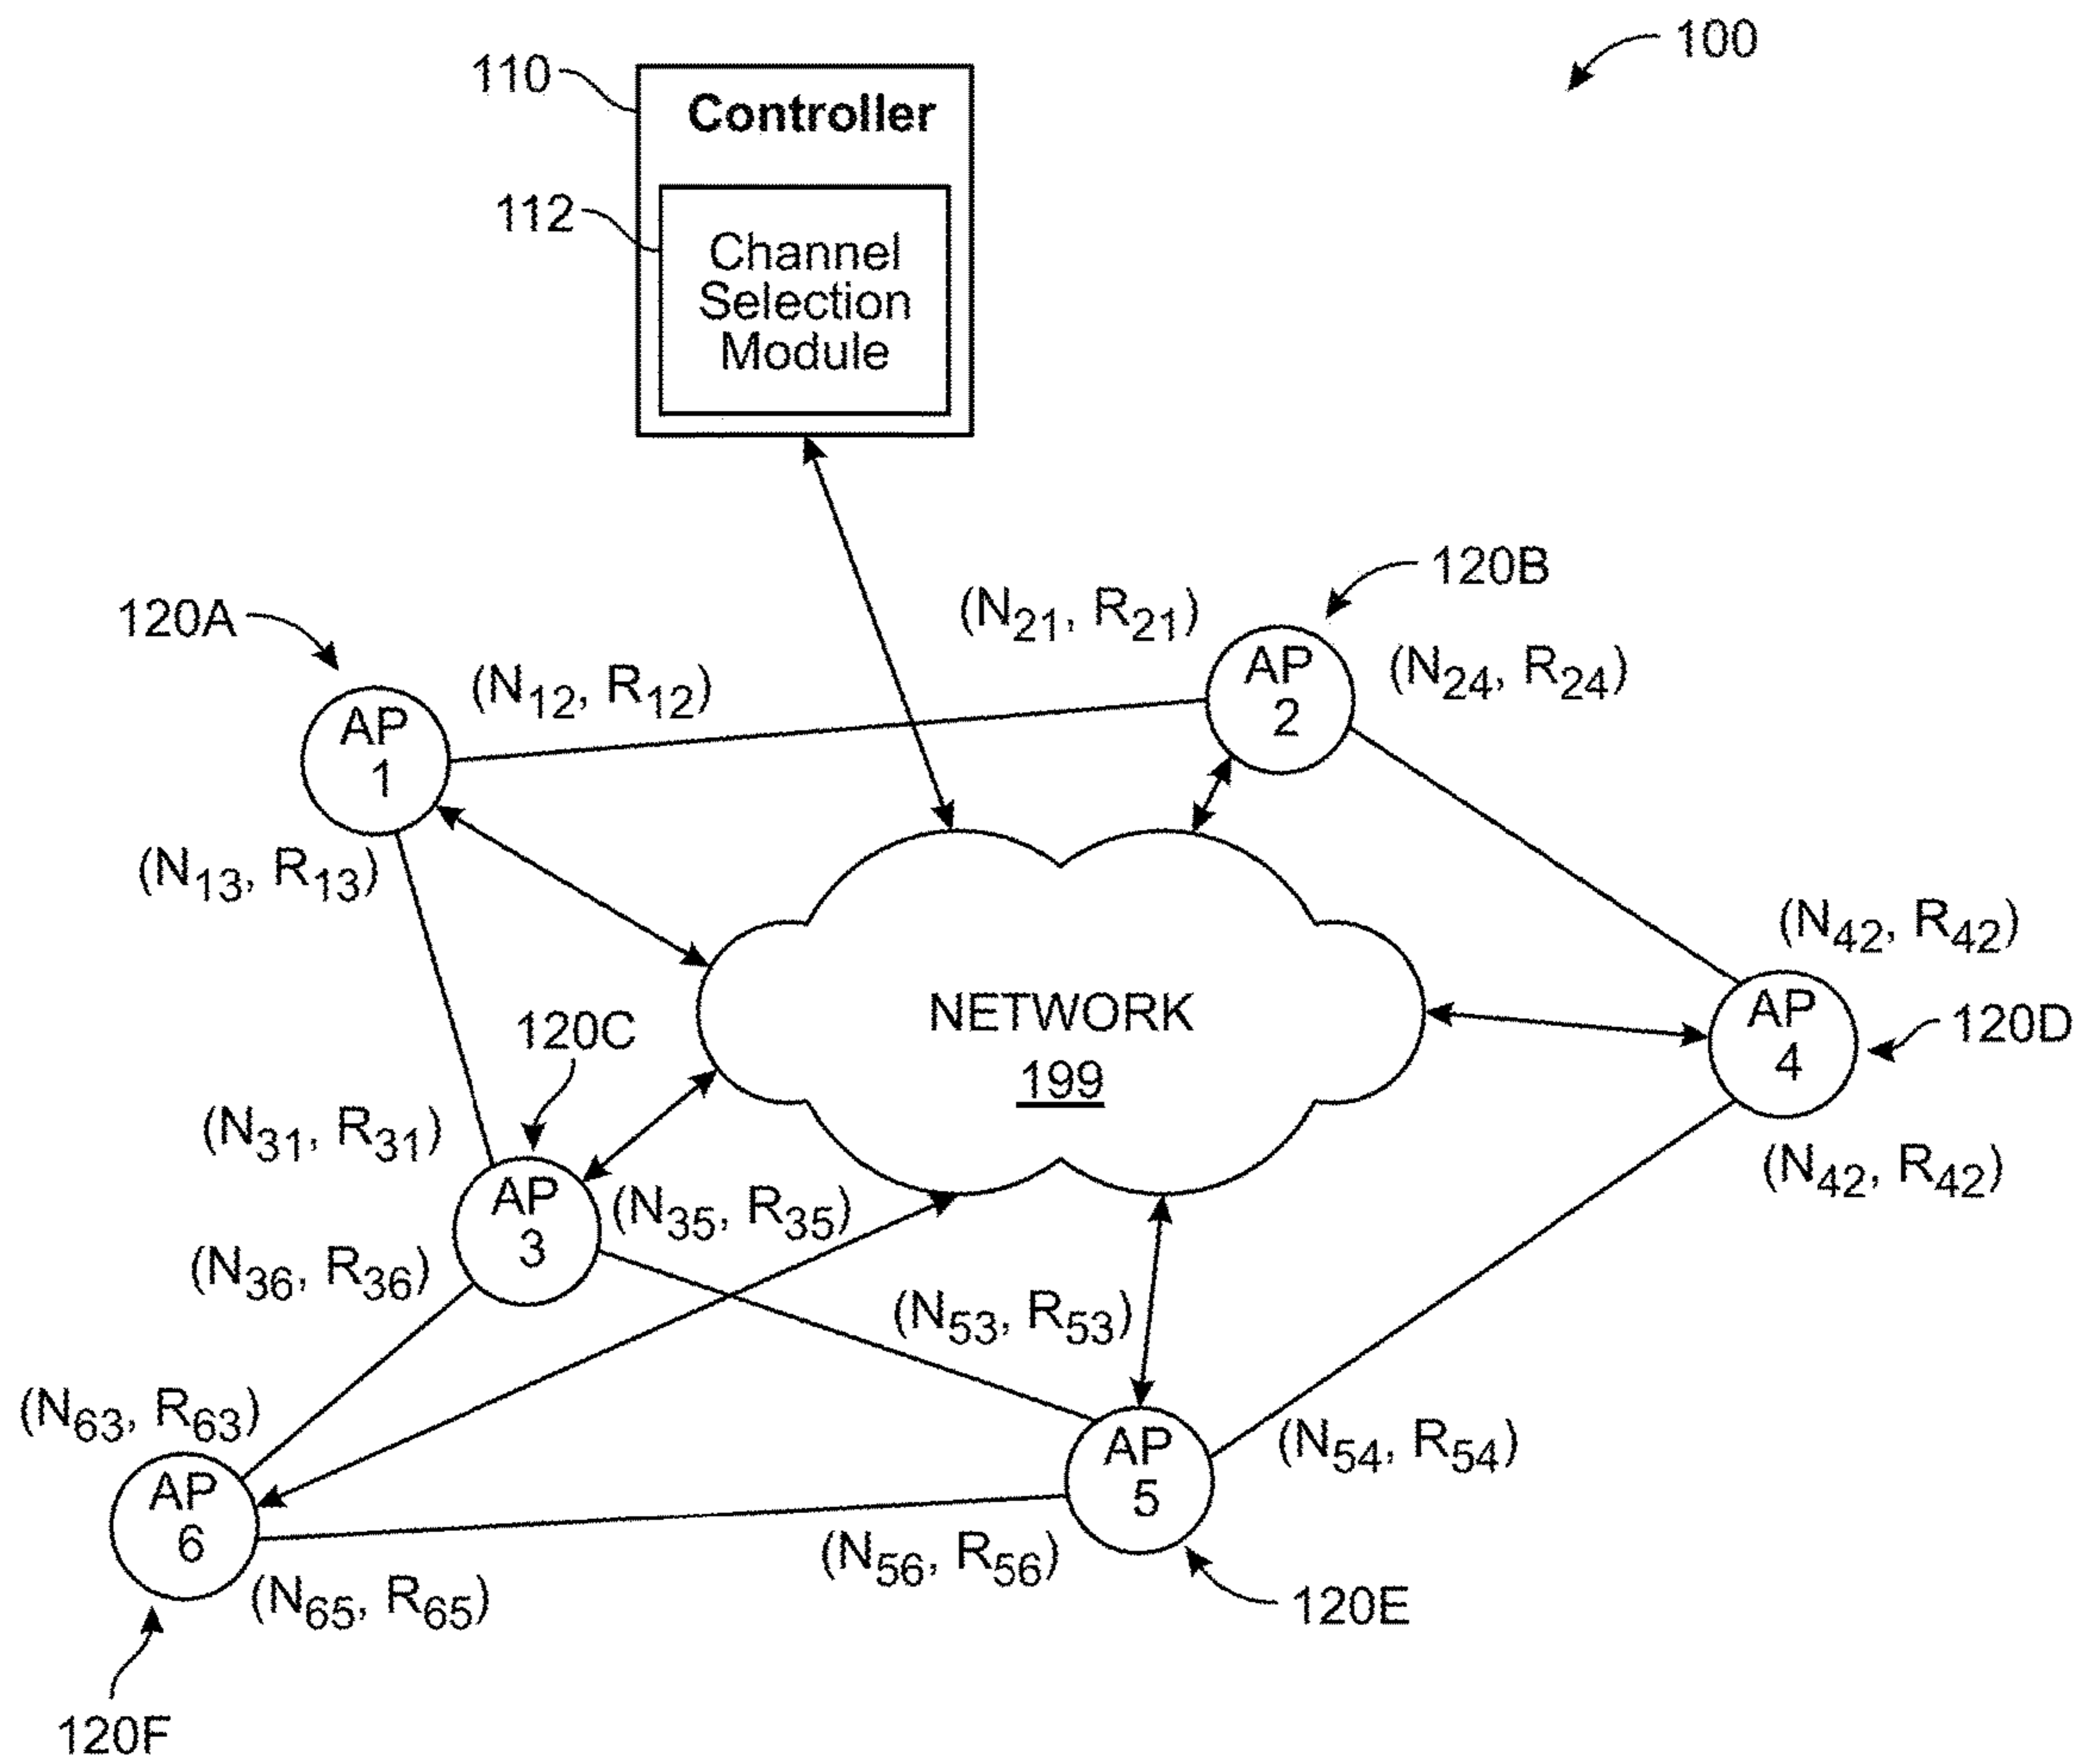 100
110
Controller
112
Channel
Selection
Module
120B
(N21, R21)
120A
AP
2
(N24, R24)
(N12, R12)
AP
1
(N13, R13)
(N42, R42)
NETWORK
199
AP
4
120D
120C
(N31, R31)
(N42, R42)
AP
3
(N35, R35)
(N36, R36)
(N53, R53)
(N63, R63)
AP
5
(N54, R54)
AP
6
(N56, R56)
(N65, R65)
120E
120F